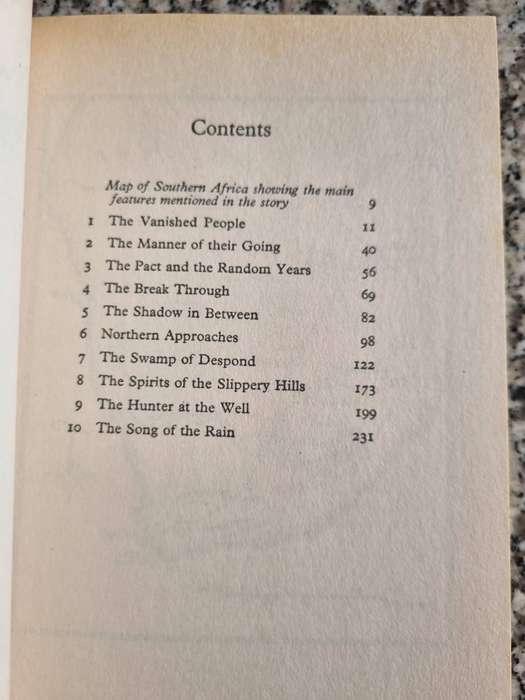 Contents
Map of Southern Africa showing the main
features mentioned in the story 9
1 The Vanished People 11
2 The Manner of their Going 40
3 The Pact and the Random Years 56
4 The Break Through 69
5 The Shadow in Between 82
6 Northern Approaches 98
7 The Swamp of Despond 122
8 The Spirits of the Slippery Hills 173
9 The Hunter at the Well 199
10 The Song of the Rain 231